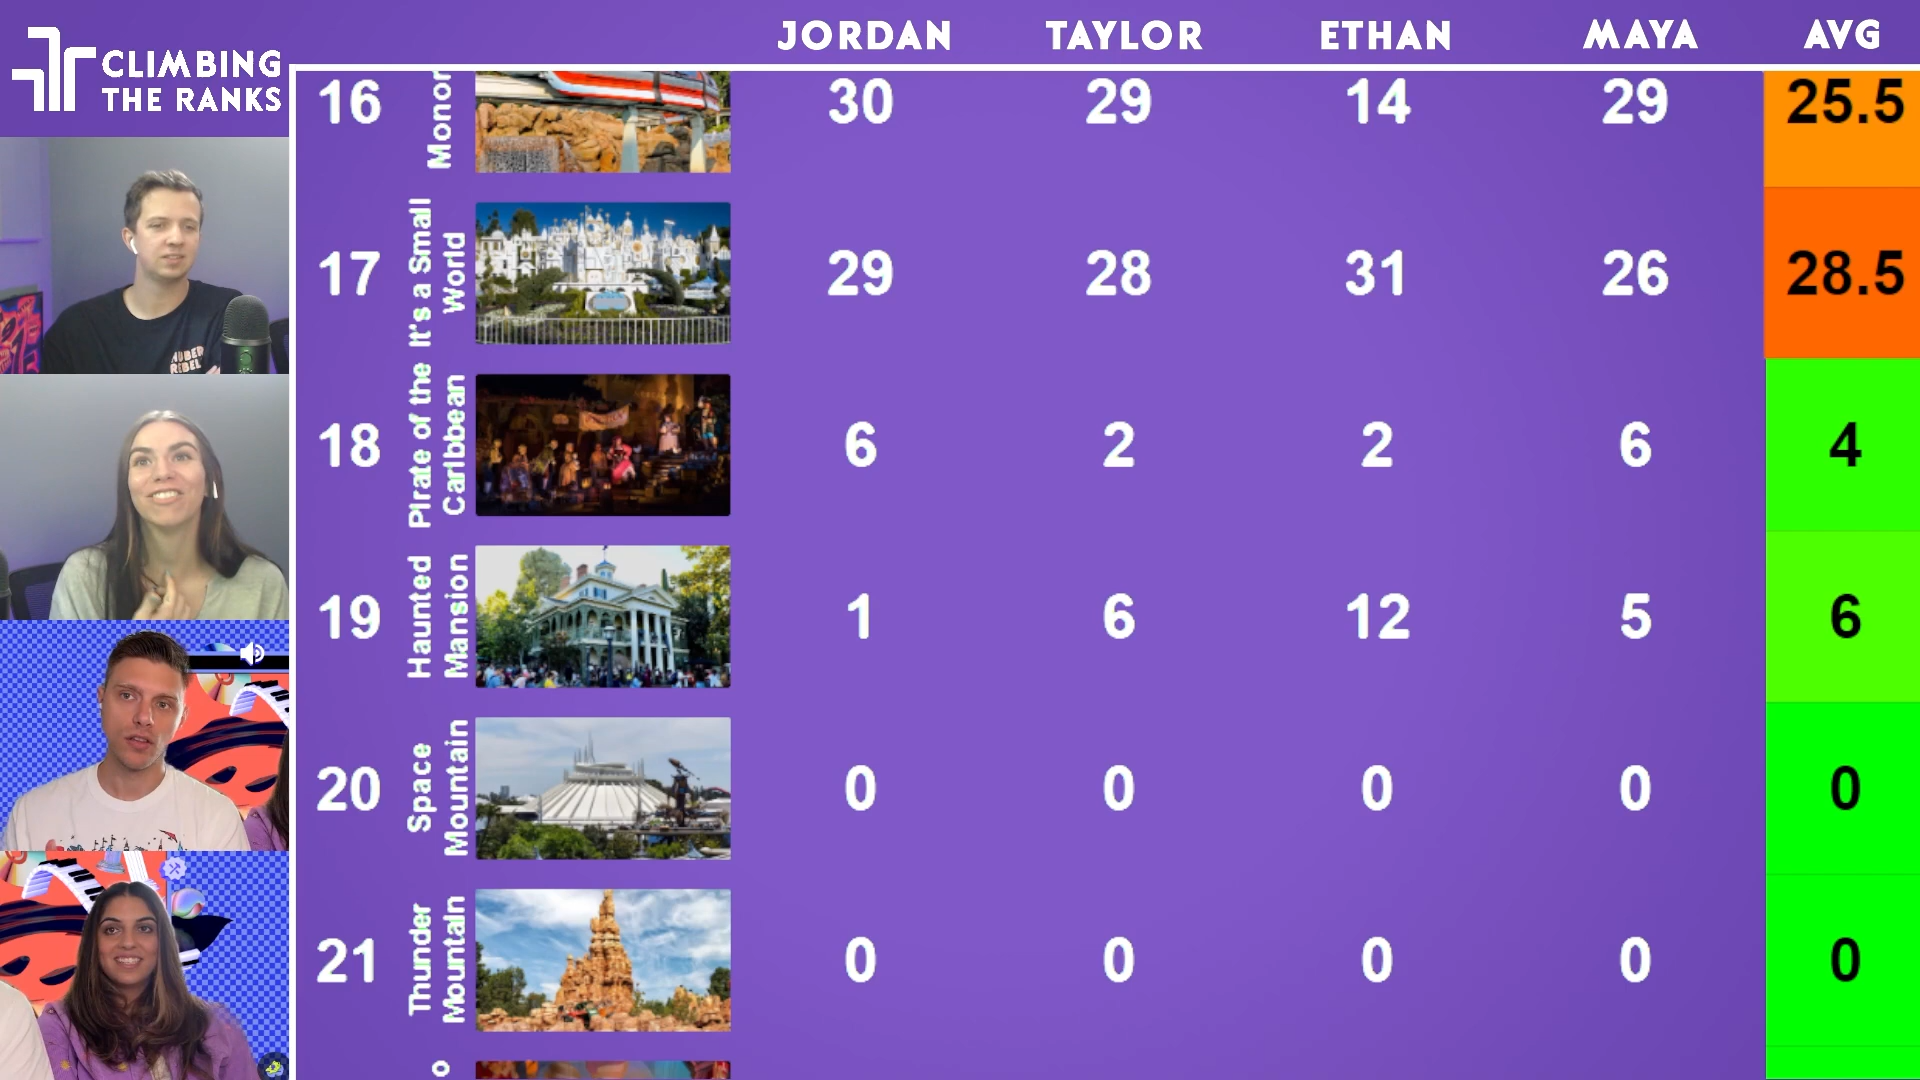 CLIMBING
THE RANKS
JORDAN TAYLOR ETHAN MAYA AVG
16 30 29 14 29 25.5
17 It's a Small
World 29 28 31 26 28.5
18 Pirate of the
Caribbean 6 2 2 6 4
19 Haunted
Mansion 1 6 12 5 6
20 Space
Mountain 0 0 0 0 0
21 Thunder
Mountain 0 0 0 0 0